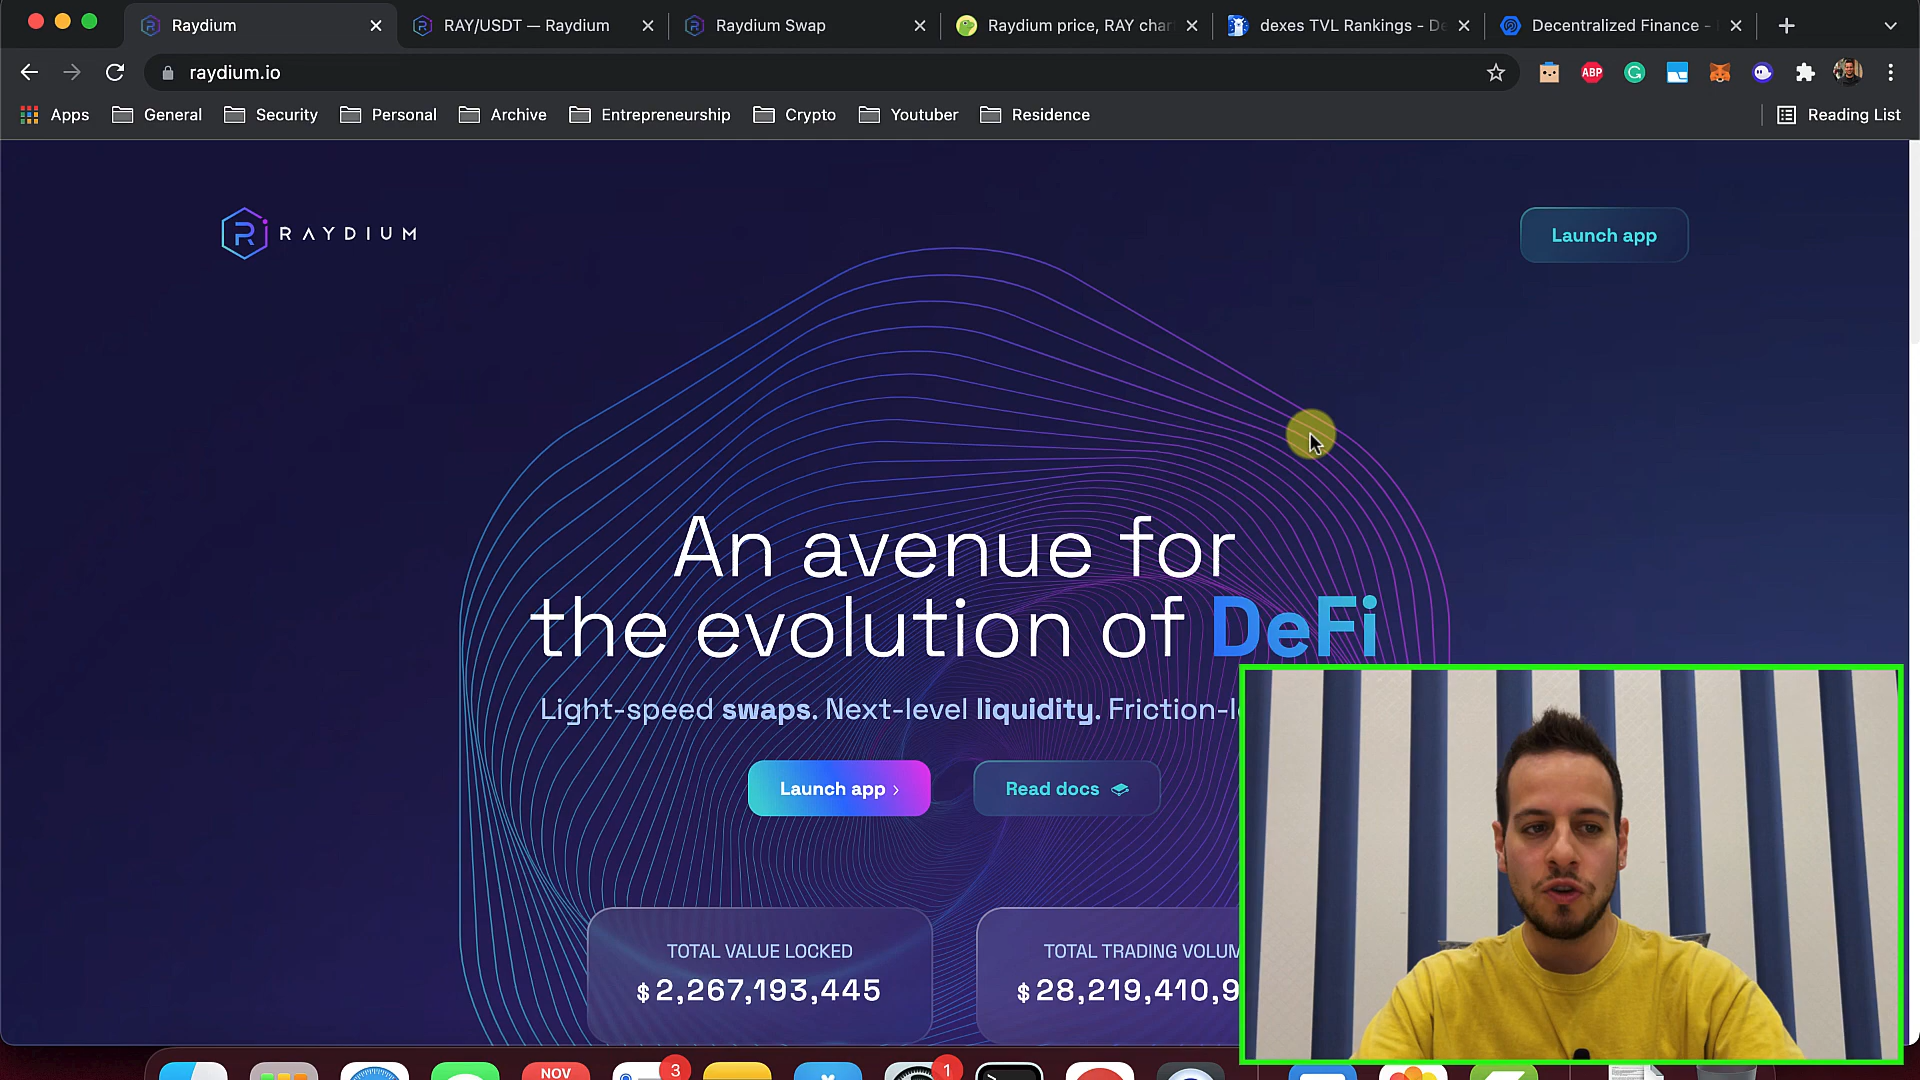 Raydium
RAY/USDT — Raydium
Raydium Swap
Raydium price, RAY char
dexes TVL Rankings - De
Decentralized Finance -
raydium.io
ABP
Apps
General
Security
Personal
Archive
Entrepreneurship
Crypto
Youtuber
Residence
Reading List
RAYDIUM
Launch app
An avenue for
the evolution of DeFi
Light-speed swaps. Next-level liquidity. Friction-l
Launch app ›
Read docs
TOTAL VALUE LOCKED
$2,267,193,445
TOTAL TRADING VOLUM
$28,219,410,9
NOV
3
1